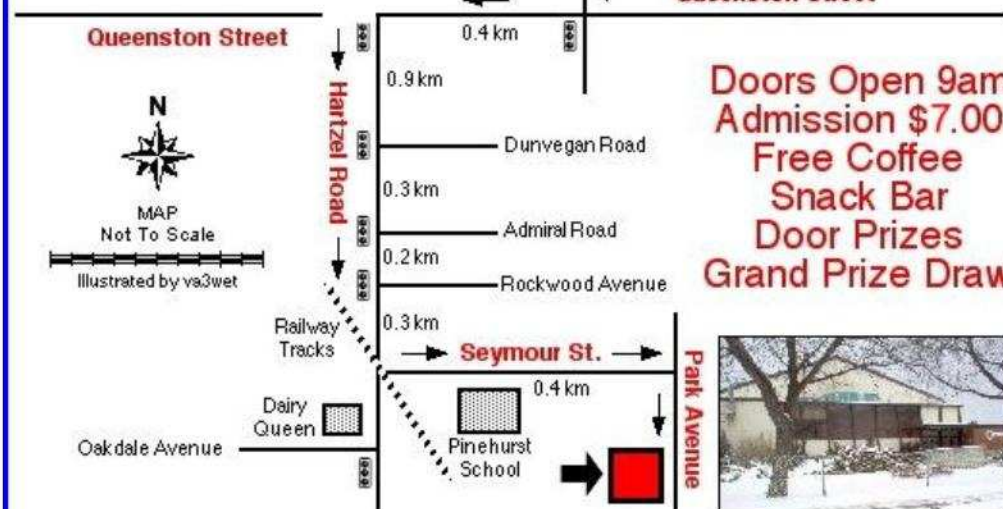 Queenston Street
0.4 km
0.9 km
Hartzel Road
Dunvegan Road
0.3 km
Admiral Road
0.2 km
Rockwood Avenue
0.3 km
N
MAP
Not To Scale
Illustrated by va3wet
Railway
Tracks
Seymour St.
0.4 km
Park Avenue
Dairy
Queen
Oakdale Avenue
Pinehurst
School
Doors Open 9am
Admission $7.00
Free Coffee
Snack Bar
Door Prizes
Grand Prize Draw